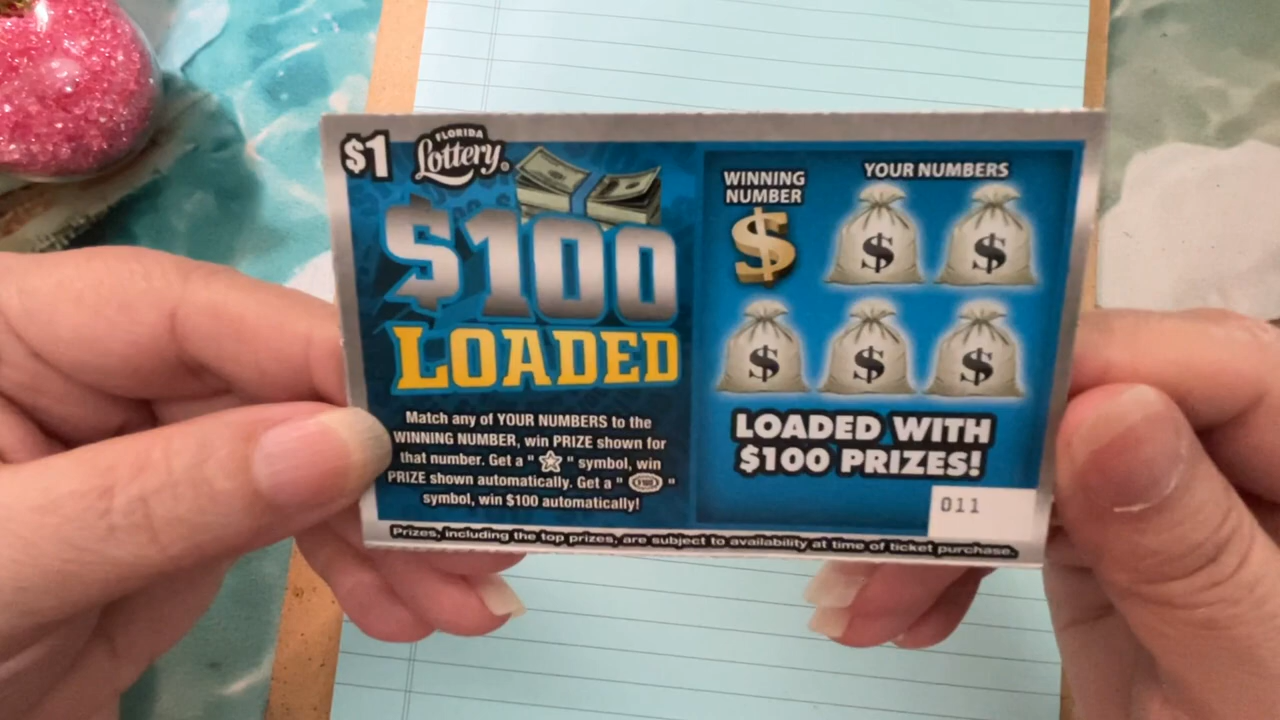 $1
FLORIDA
Lottery®
$100
LOADED
Match any of YOUR NUMBERS to the
WINNING NUMBER, win PRIZE shown for
that number. Get a " " symbol, win
PRIZE shown automatically. Get a " $100 "
symbol, win $100 automatically!
WINNING
NUMBER
$
YOUR NUMBERS
$ $
$ $ $
LOADED WITH
$100 PRIZES!
011
Prizes, including the top prizes, are subject to availability at time of ticket purchase.